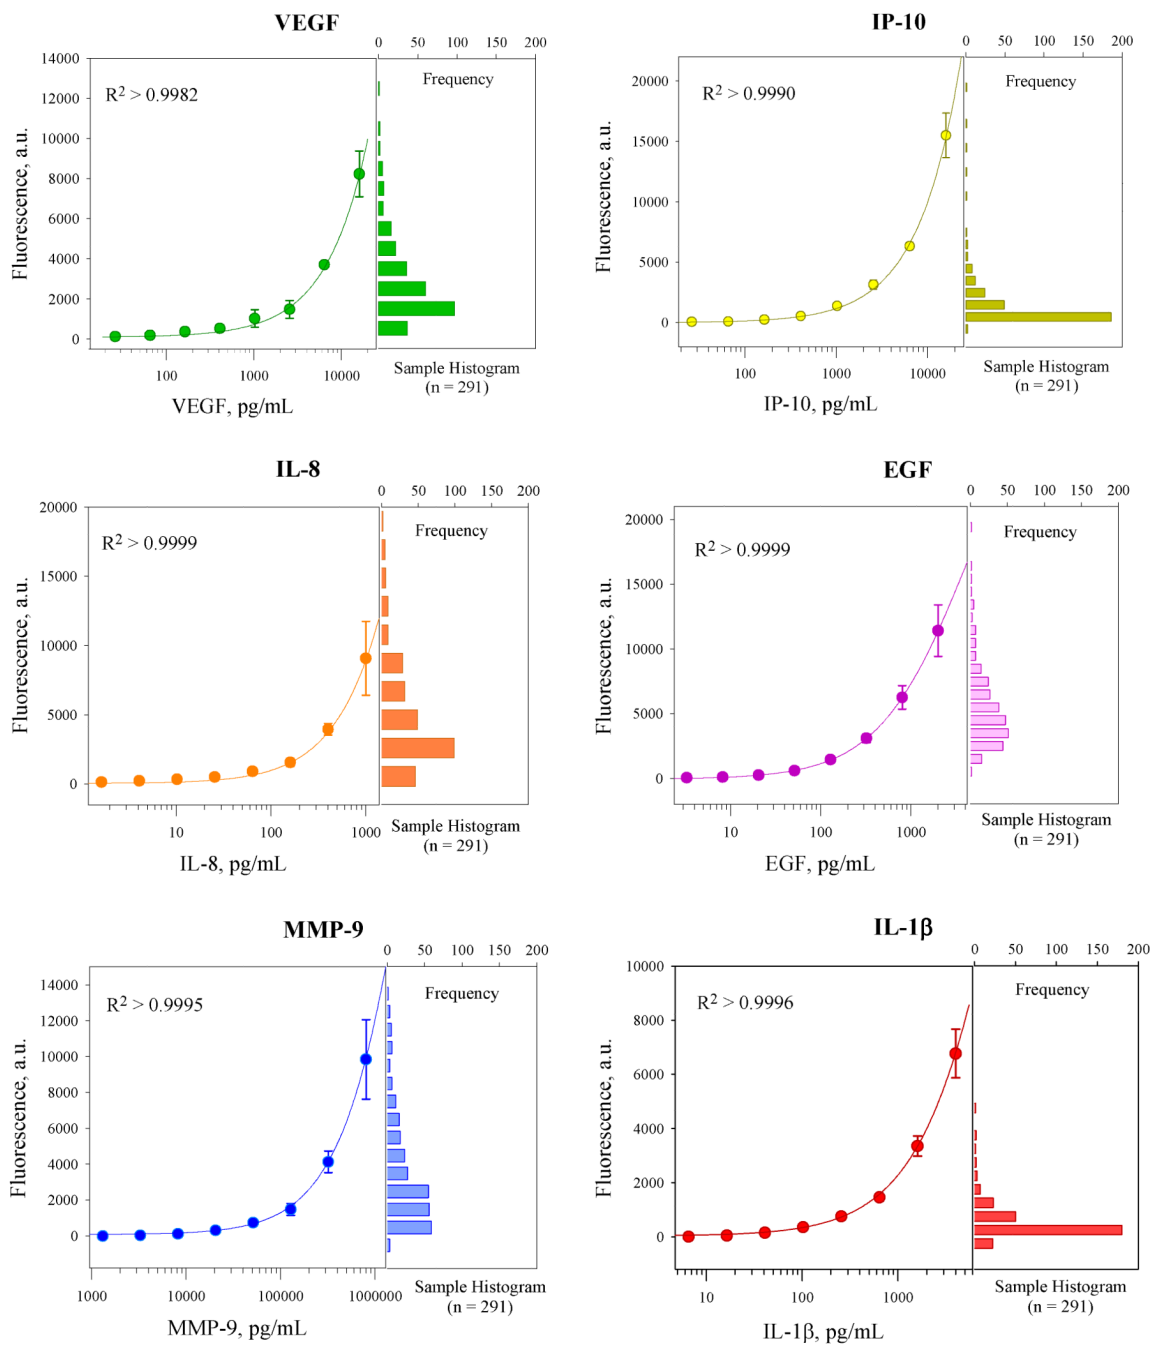 VEGF
0 50 100 150 200
14000
Frequency
R² > 0.9982
12000
10000
8000
6000
4000
2000
0
Fluorescence, a.u.
100 1000 10000
VEGF, pg/mL
Sample Histogram
(n = 291)
IP-10
0 50 100 150 200
Frequency
20000
R² > 0.9990
15000
10000
5000
0
Fluorescence, a.u.
100 1000 10000
IP-10, pg/mL
Sample Histogram
(n = 291)
IL-8
0 50 100 150 200
20000
Frequency
R² > 0.9999
15000
10000
5000
0
Fluorescence, a.u.
10 100 1000
IL-8, pg/mL
Sample Histogram
(n = 291)
EGF
0 50 100 150 200
20000
Frequency
R² > 0.9999
15000
10000
5000
0
Fluorescence, a.u.
10 100 1000
EGF, pg/mL
Sample Histogram
(n = 291)
MMP-9
0 50 100 150 200
14000
Frequency
R² > 0.9995
12000
10000
8000
6000
4000
2000
0
Fluorescence, a.u.
1000 10000 100000 1000000
MMP-9, pg/mL
Sample Histogram
(n = 291)
IL-1β
0 50 100 150 200
10000
Frequency
R² > 0.9996
8000
6000
4000
2000
0
Fluorescence, a.u.
10 100 1000
IL-1β, pg/mL
Sample Histogram
(n = 291)